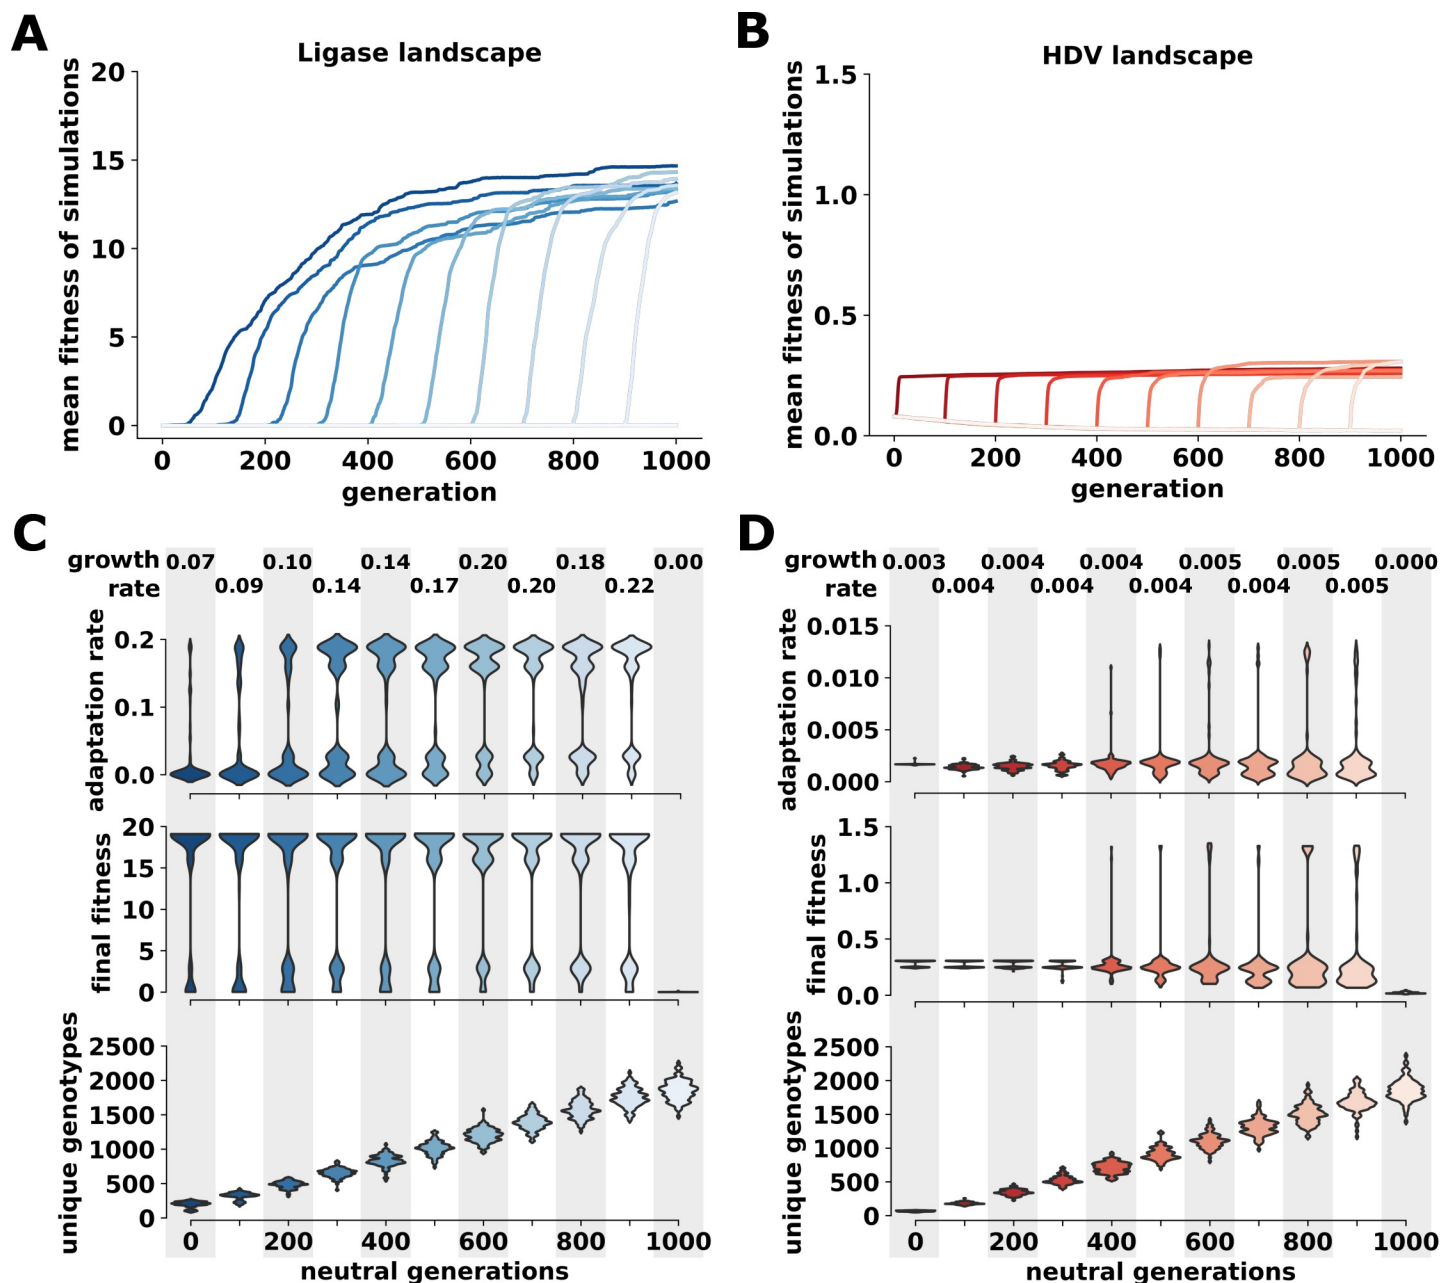 A
Ligase landscape
mean fitness of simulations
20
15
10
5
0
0 200 400 600 800 1000
generation
B
HDV landscape
mean fitness of simulations
1.5
1.0
0.5
0.0
0 200 400 600 800 1000
generation
C
growth 0.07 0.10 0.14 0.20 0.18 0.00
rate 0.09 0.14 0.17 0.20 0.22
adaptation rate
0.2
0.1
0.0
final fitness
20
15
10
5
0
unique genotypes
2500
2000
1500
1000
500
0
0 200 400 600 800 1000
neutral generations
D
growth 0.003 0.004 0.004 0.005 0.005 0.000
rate 0.004 0.004 0.004 0.004 0.005
adaptation rate
0.015
0.010
0.005
0.000
final fitness
1.5
1.0
0.5
0.0
unique genotypes
2500
2000
1500
1000
500
0
0 200 400 600 800 1000
neutral generations